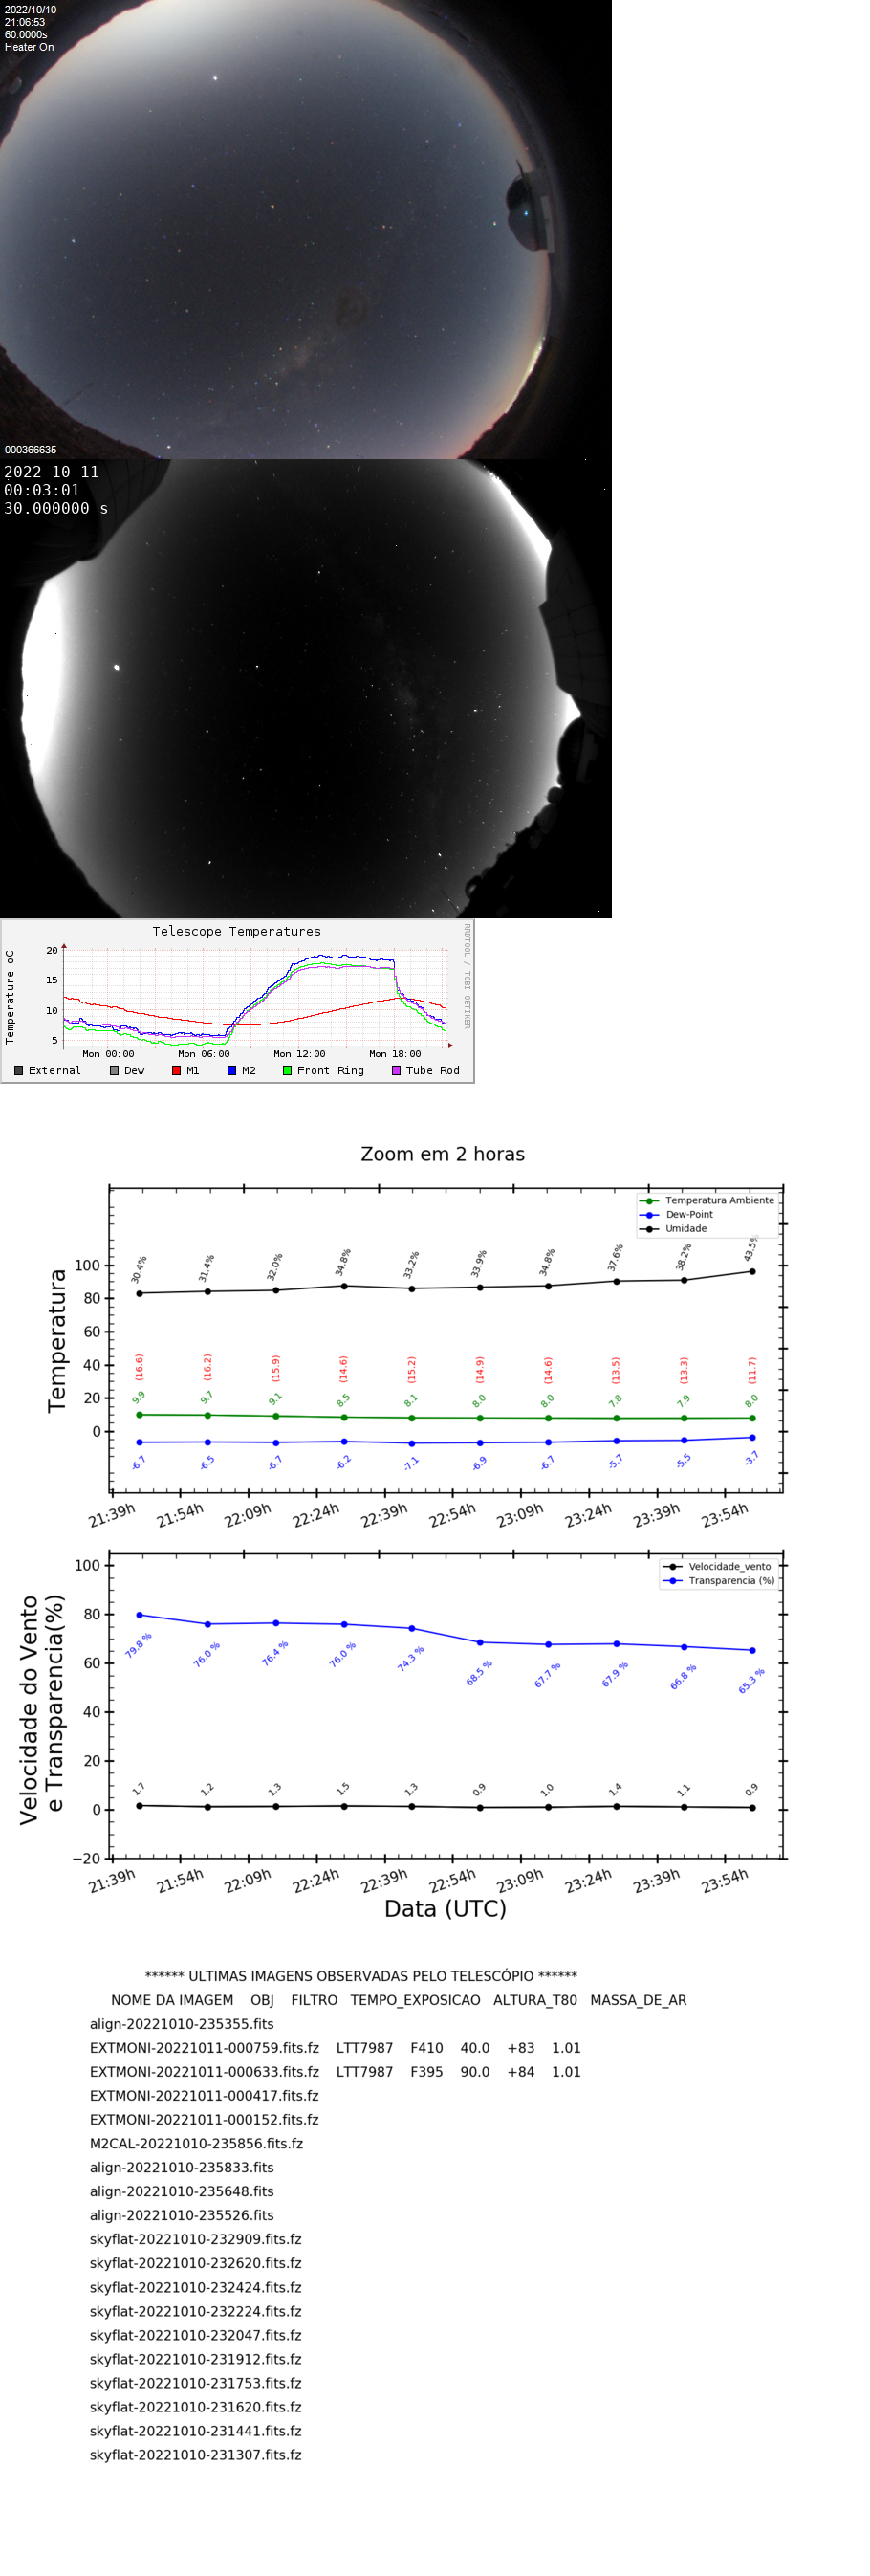 2022/10/10
21:06:53
60.0000s
Heater On
000366635
2022-10-11
00:03:01
30.000000 s
Telescope Temperatures
RRDTOOL / TOBI OETIKER
Temperature oC
20
15
10
5
Mon 00:00 Mon 06:00 Mon 12:00 Mon 18:00
External Dew M1 M2 Front Ring Tube Rod
Zoom em 2 horas
Temperatura Ambiente
Dew-Point
Umidade
Temperatura
100
80
60
40
20
0
30.4% 31.4% 32.0% 34.8% 33.2% 33.9% 34.8% 37.6% 38.2% 43.5%
(16.6) (16.2) (15.9) (14.6) (15.2) (14.9) (14.6) (13.5) (13.3) (11.7)
9.9 9.7 9.1 8.5 8.1 8.0 8.0 7.8 7.9 8.0
-6.7 -6.5 -6.7 -6.2 -7.1 -6.9 -6.7 -5.7 -5.5 -3.7
21:39h 21:54h 22:09h 22:24h 22:39h 22:54h 23:09h 23:24h 23:39h 23:54h
Velocidade_vento
Transparencia (%)
Velocidade do Vento
e Transparencia(%)
100
80
60
40
20
0
−20
79.8 % 76.0 % 76.4 % 76.0 % 74.3 % 68.5 % 67.7 % 67.9 % 66.8 % 65.3 %
1.7 1.2 1.3 1.5 1.3 0.9 1.0 1.4 1.1 0.9
21:39h 21:54h 22:09h 22:24h 22:39h 22:54h 23:09h 23:24h 23:39h 23:54h
Data (UTC)
****** ULTIMAS IMAGENS OBSERVADAS PELO TELESCÓPIO ******
NOME DA IMAGEM OBJ FILTRO TEMPO_EXPOSICAO ALTURA_T80 MASSA_DE_AR
align-20221010-235355.fits
EXTMONI-20221011-000759.fits.fz LTT7987 F410 40.0 +83 1.01
EXTMONI-20221011-000633.fits.fz LTT7987 F395 90.0 +84 1.01
EXTMONI-20221011-000417.fits.fz
EXTMONI-20221011-000152.fits.fz
M2CAL-20221010-235856.fits.fz
align-20221010-235833.fits
align-20221010-235648.fits
align-20221010-235526.fits
skyflat-20221010-232909.fits.fz
skyflat-20221010-232620.fits.fz
skyflat-20221010-232424.fits.fz
skyflat-20221010-232224.fits.fz
skyflat-20221010-232047.fits.fz
skyflat-20221010-231912.fits.fz
skyflat-20221010-231753.fits.fz
skyflat-20221010-231620.fits.fz
skyflat-20221010-231441.fits.fz
skyflat-20221010-231307.fits.fz